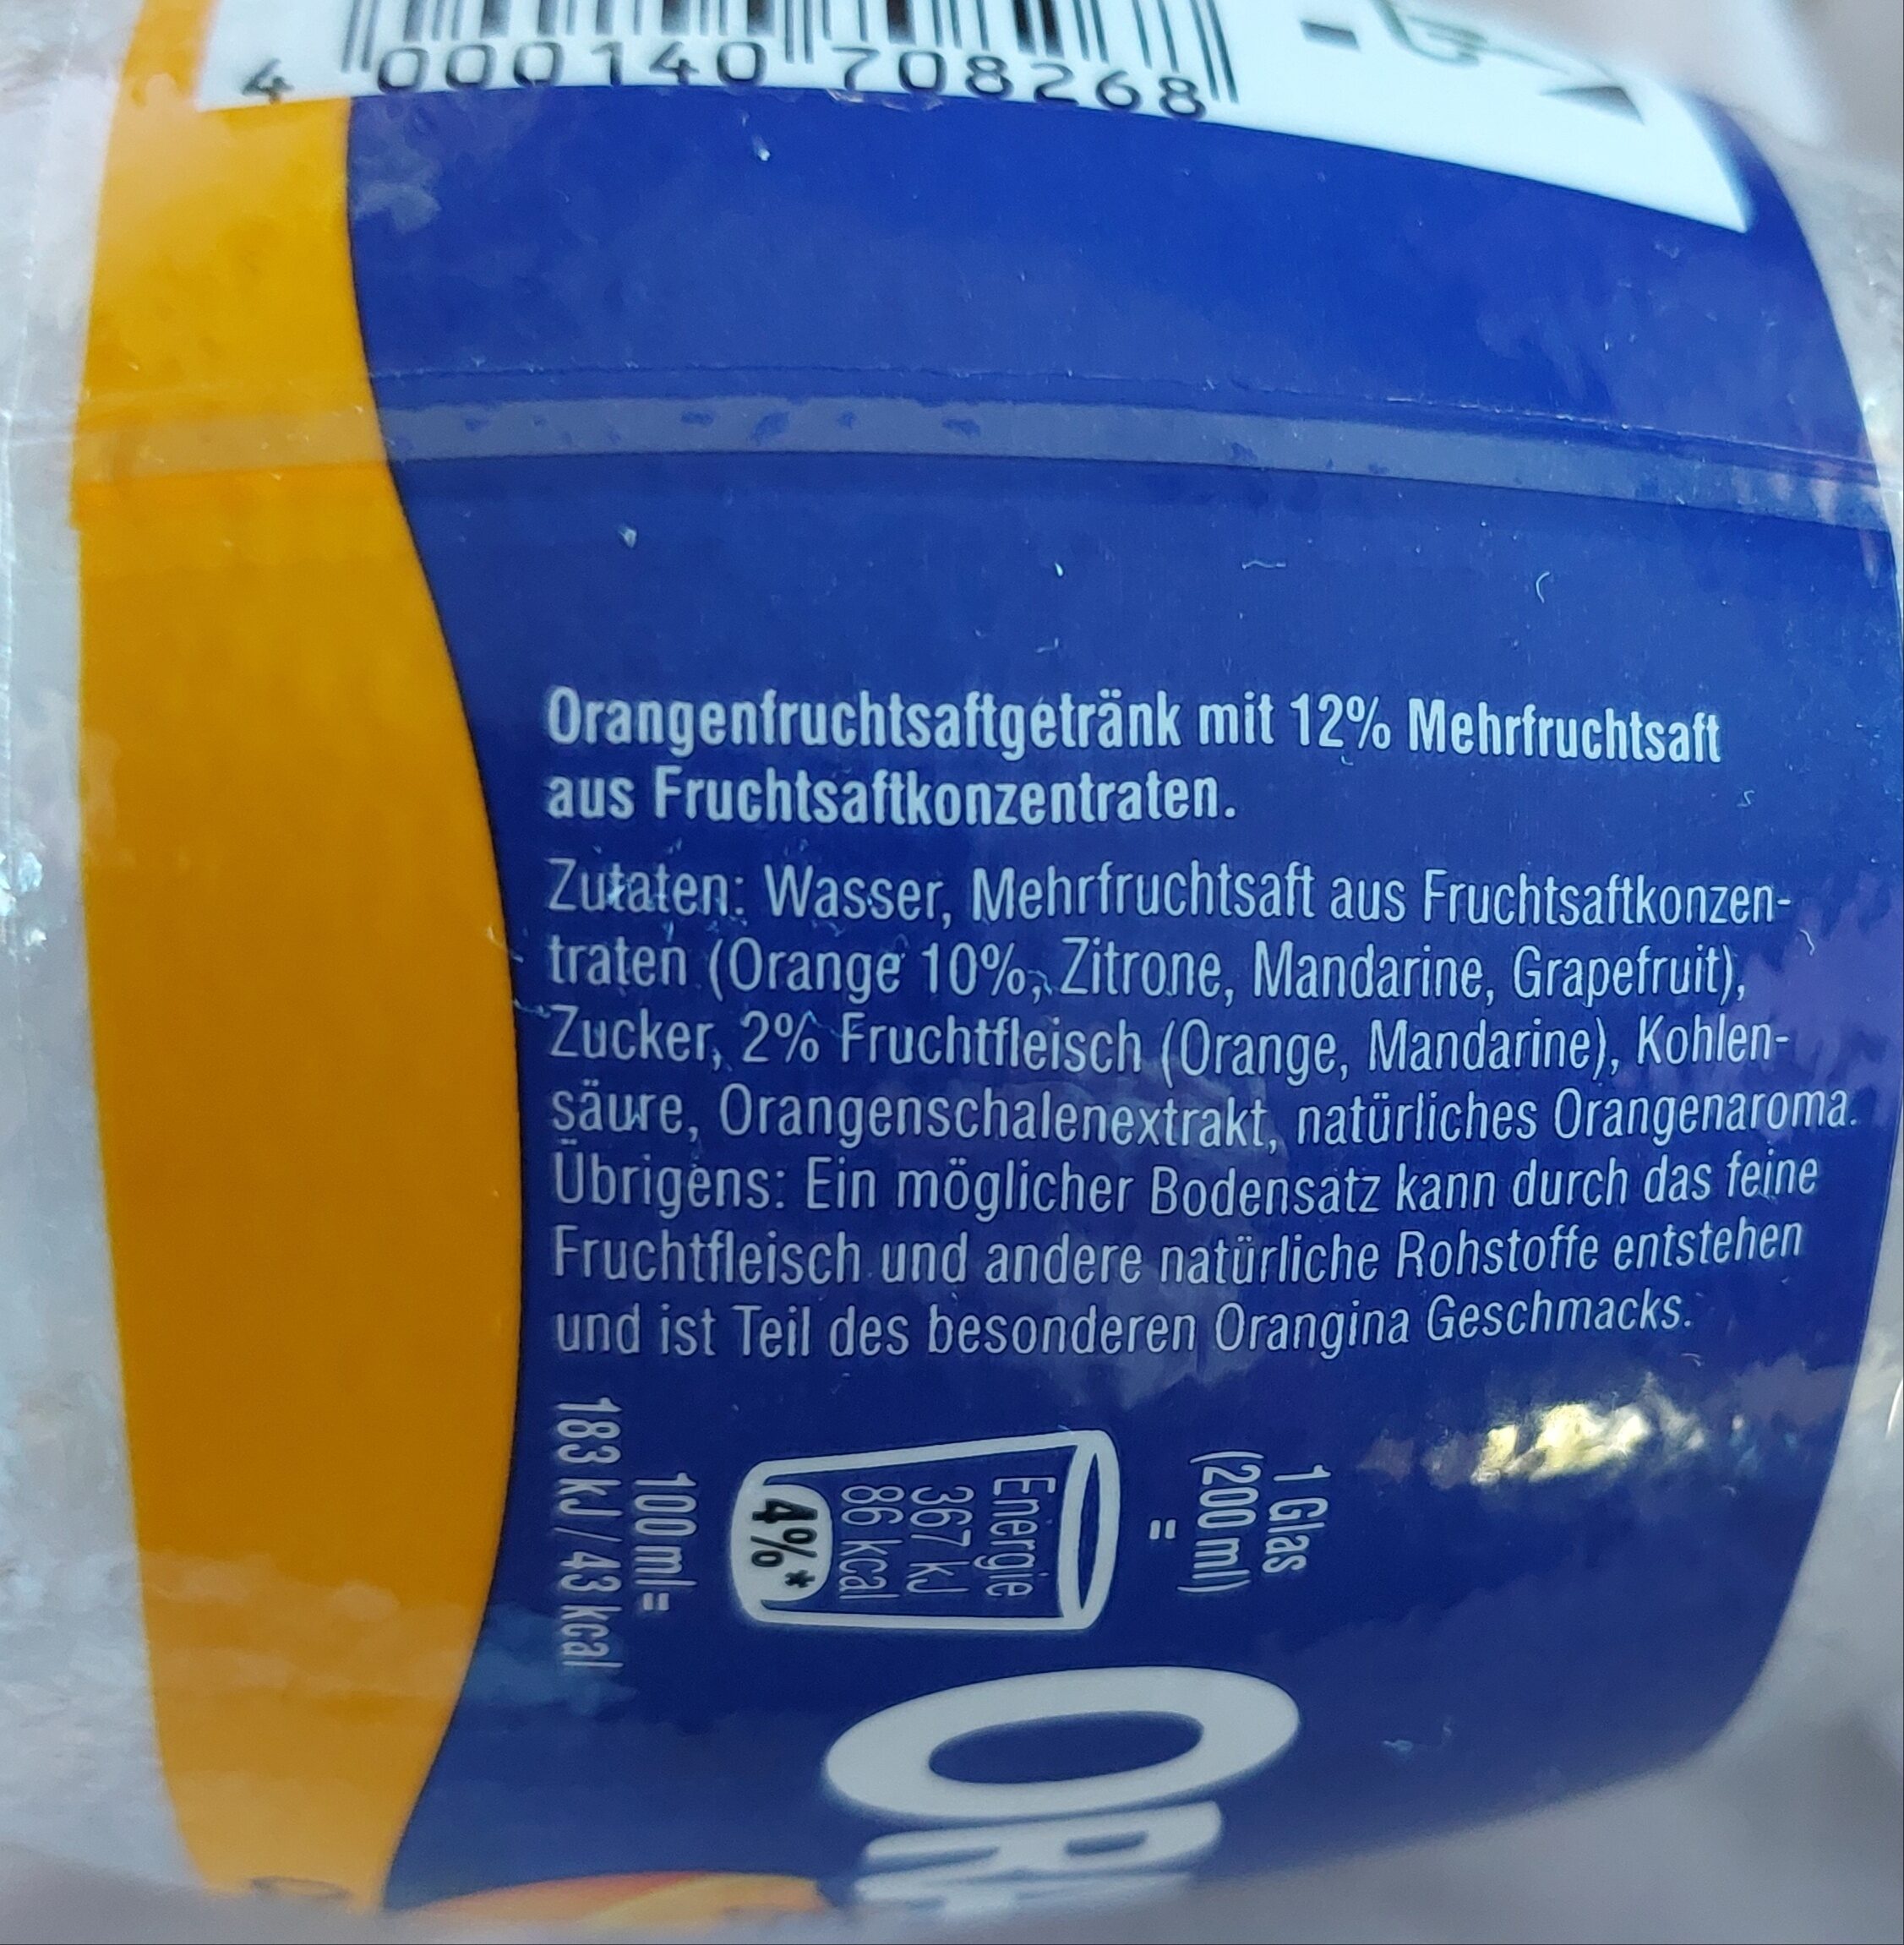 4 000140 708268
Orangenfruchtsaftgetränk mit 12% Mehrfruchtsaft
aus Fruchtsaftkonzentraten.
Zutaten: Wasser, Mehrfruchtsaft aus Fruchtsaftkonzen-
traten (Orange 10%, Zitrone, Mandarine, Grapefruit),
Zucker, 2% Fruchtfleisch (Orange, Mandarine), Kohlen-
säure, Orangenschalenextrakt, natürliches Orangenaroma.
Übrigens: Ein möglicher Bodensatz kann durch das feine
Fruchtfleisch und andere natürliche Rohstoffe entstehen
und ist Teil des besonderen Orangina Geschmacks.
1 Glas
(200 ml)
=
Energie
367 kJ
86 kcal
4%*
100 ml=
183 kJ / 43 kcal